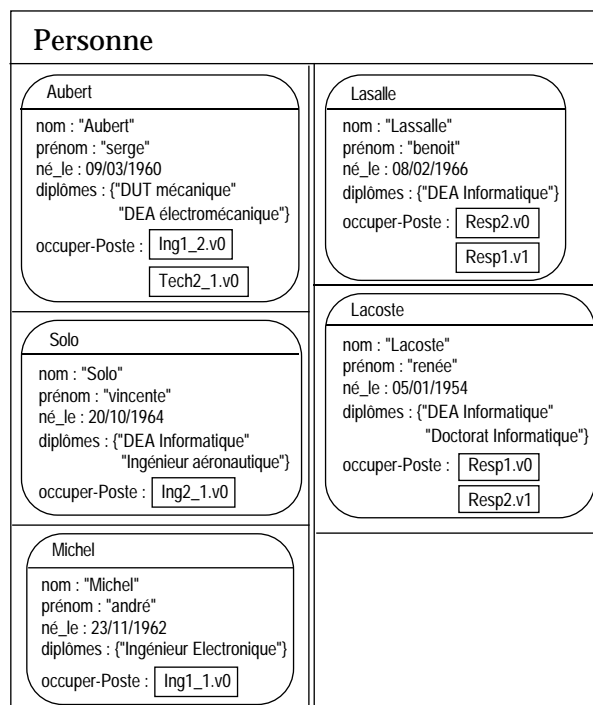 Personne
Aubert
nom : "Aubert"
prénom : "serge"
né_le : 09/03/1960
diplômes : {"DUT mécanique"
"DEA électromécanique"}
occuper-Poste : Ing1_2.v0
Tech2_1.v0
Solo
nom : "Solo"
prénom : "vincente"
né_le : 20/10/1964
diplômes : {"DEA Informatique"
"Ingénieur aéronautique"}
occuper-Poste : Ing2_1.v0
Michel
nom : "Michel"
prénom : "andré"
né_le : 23/11/1962
diplômes : {"Ingénieur Electronique"}
occuper-Poste : Ing1_1.v0
Lasalle
nom : "Lassalle"
prénom : "benoit"
né_le : 08/02/1966
diplômes : {"DEA Informatique"}
occuper-Poste : Resp2.v0
Resp1.v1
Lacoste
nom : "Lacoste"
prénom : "renée"
né_le : 05/01/1954
diplômes : {"DEA Informatique"
"Doctorat Informatique"}
occuper-Poste : Resp1.v0
Resp2.v1